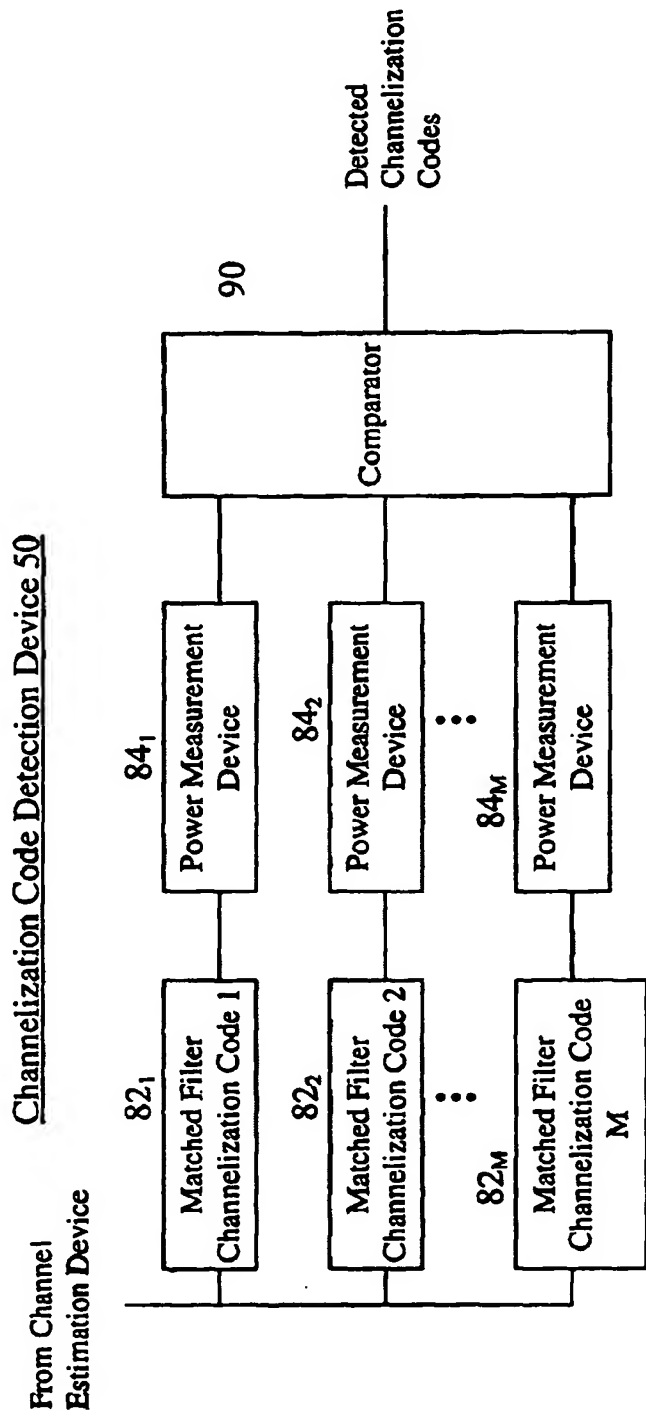 Channelization Code Detection Device 50
From Channel
Estimation Device
82₁
Matched Filter
Channelization Code 1
84₁
Power Measurement
Device
82₂
Matched Filter
Channelization Code 2
84₂
Power Measurement
Device
82M
Matched Filter
Channelization Code
M
84M
Power Measurement
Device
90
Comparator
Detected
Channelization
Codes